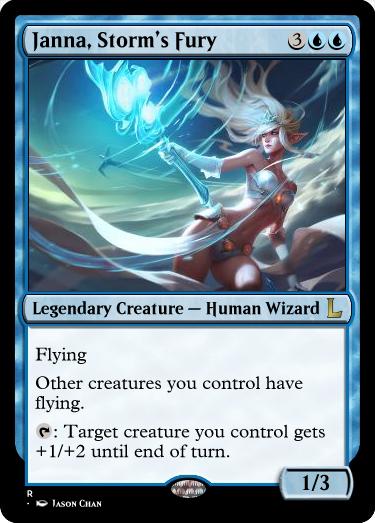 Janna, Storm's Fury 3
Legendary Creature — Human Wizard L
Flying
Other creatures you control have
flying.
: Target creature you control gets
+1/+2 until end of turn.
1/3
R
· Jason Chan